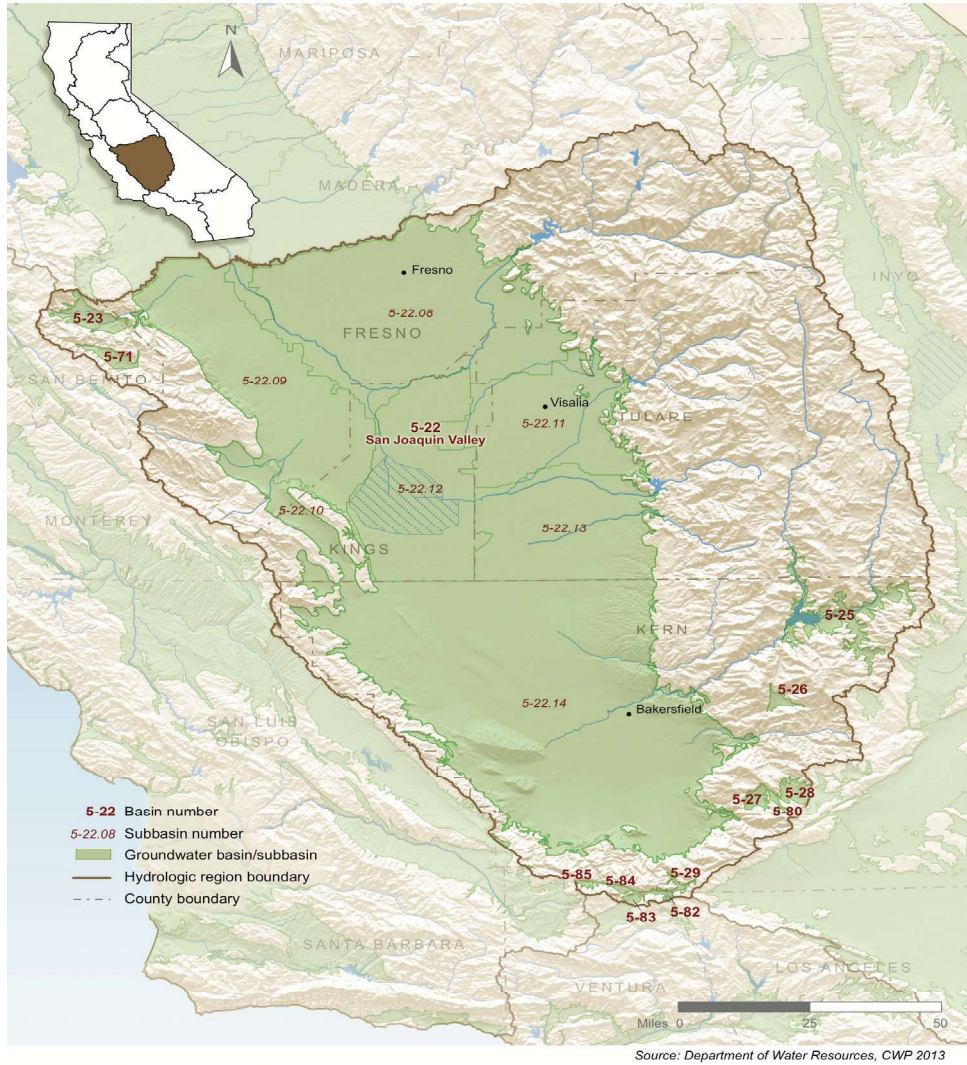 N
MARIPOSA
MADERA
INYO
Fresno
5-22.08
FRESNO
5-23
5-71
SAN BENITO
5-22.09
Visalia
5-22.11
TULARE
5-22
San Joaquin Valley
5-22.12
5-22.10
5-22.13
MONTEREY
KINGS
KERN
5-25
5-26
5-22.14
Bakersfield
SAN LUIS
OBISPO
5-27
5-28
5-80
5-85
5-84
5-29
5-83
5-82
5-22 Basin number
5-22.08 Subbasin number
Groundwater basin/subbasin
Hydrologic region boundary
County boundary
SANTA BARBARA
VENTURA
LOS ANGELES
Miles 0 25 50
Source: Department of Water Resources, CWP 2013